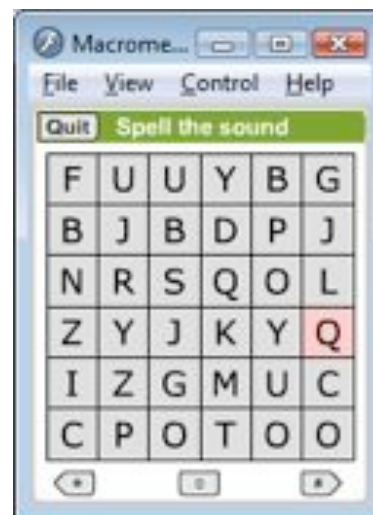 Macrome...
File View Control Help
Quit Spell the sound
F U U Y B G
B J B D P J
N R S Q O L
Z Y J K Y Q
I Z G M U C
C P O T O O